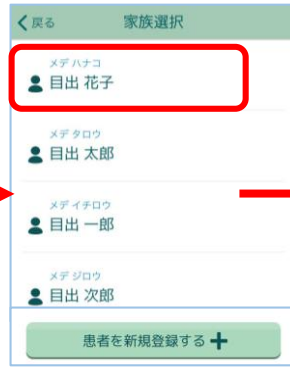 戻る 家族選択
メデ ハナコ
目出 花子
メデ タロウ
目出 太郎
メデ イチロウ
目出 一郎
メデ ジロウ
目出 次郎
患者を新規登録する